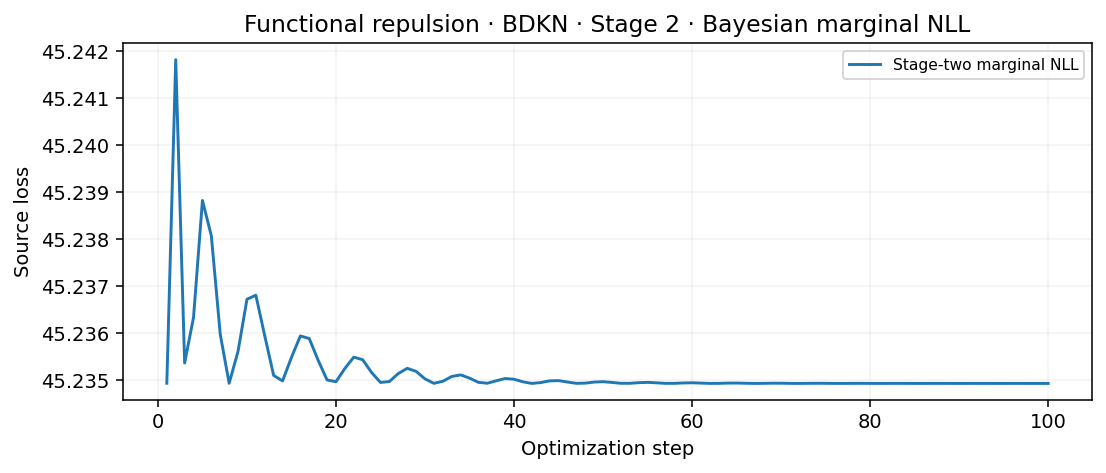 Functional repulsion · BDKN · Stage 2 · Bayesian marginal NLL
Stage-two marginal NLL
Source loss
45.242
45.241
45.240
45.239
45.238
45.237
45.236
45.235
0 20 40 60 80 100
Optimization step